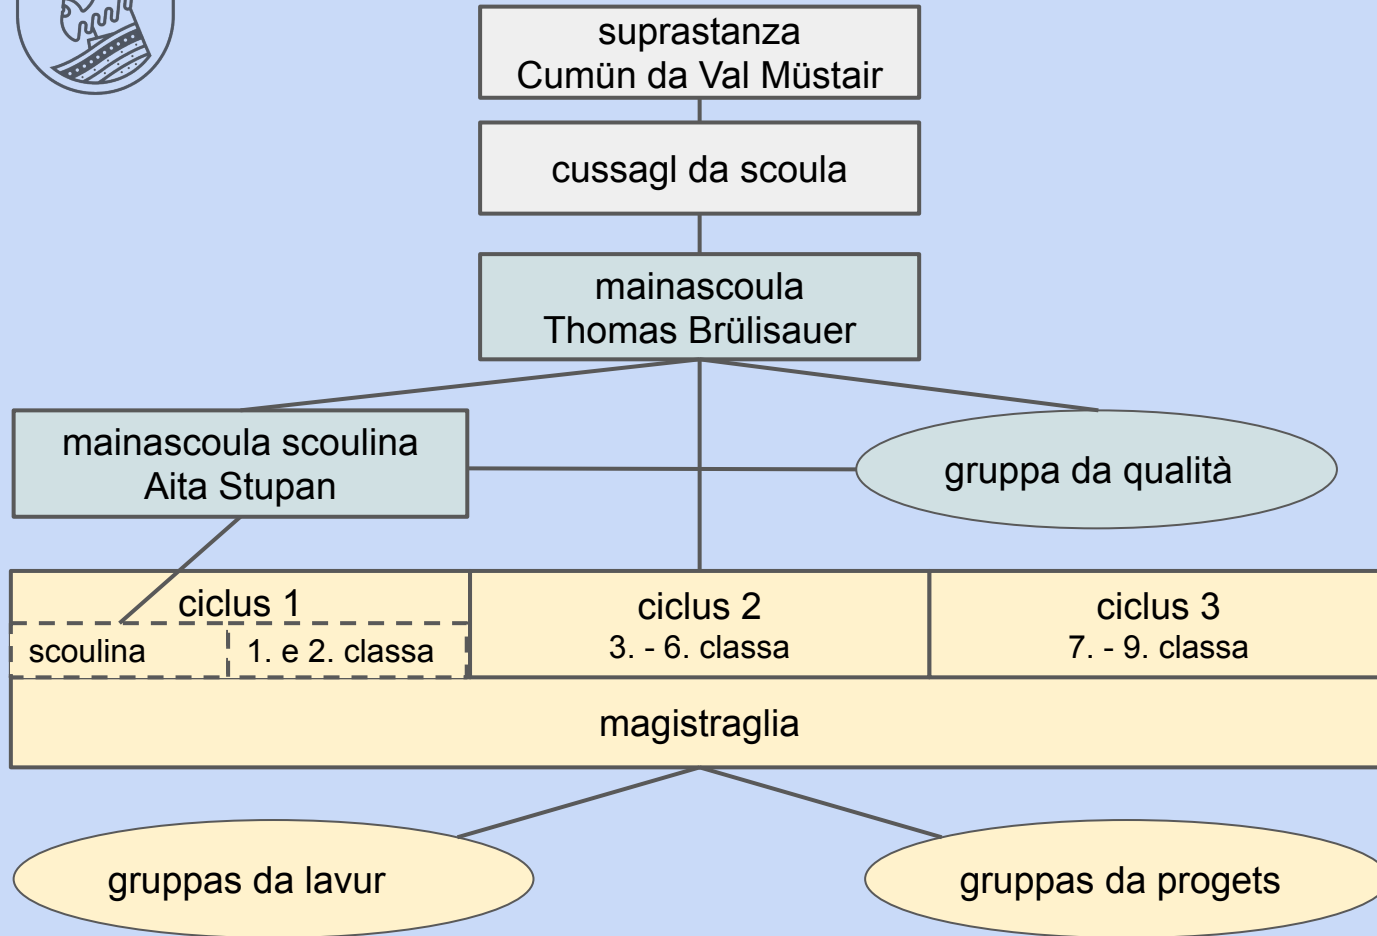 suprastanza
Cumün da Val Müstair
cussagl da scoula
mainascoula
Thomas Brülisauer
mainascoula scoulina
Aita Stupan
gruppa da qualità
ciclus 1
scoulina
1. e 2. classa
ciclus 2
3. - 6. classa
ciclus 3
7. - 9. classa
magistraglia
gruppas da lavur
gruppas da progets